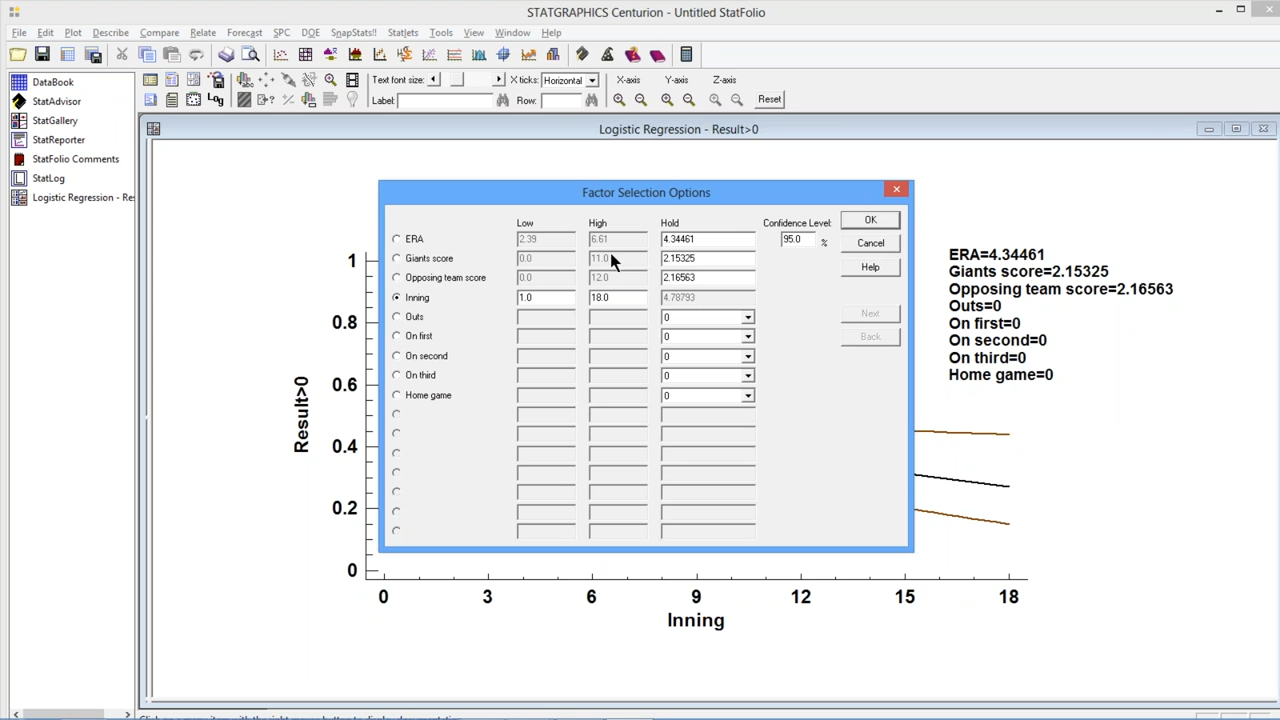 STATGRAPHICS Centurion - Untitled StatFolio
File Edit Plot Describe Compare Relate Forecast SPC DOE SnapStats!! Statlets Tools View Window Help
Text font size: X ticks: Horizontal X-axis Y-axis -axis
Log Label: Row: Reset
DataBook
StatAdvisor
StatGallery
StatReporter
StatFolio Comments
StatLog
Logistic Regression - Res
Logistic Regression - Result>0
Factor Selection Options
Low High Hold Confidence Level:
ERA 2.39 6.61 4.34461 95.0 %
Giants score 0.0 11.0 2.15325
Opposing team score 0.0 12.0 2.16563
Inning 1.0 18.0 4.78793
Outs 0
On first 0
On second 0
On third 0
Home game 0
OK
Cancel
Help
Next
Back
ERA=4.34461
Giants score=2.15325
Opposing team score=2.16563
Outs=0
On first=0
On second=0
On third=0
Home game=0
Result>0
1
0.8
0.6
0.4
0.2
0
0 3 6 9 12 15 18
Inning